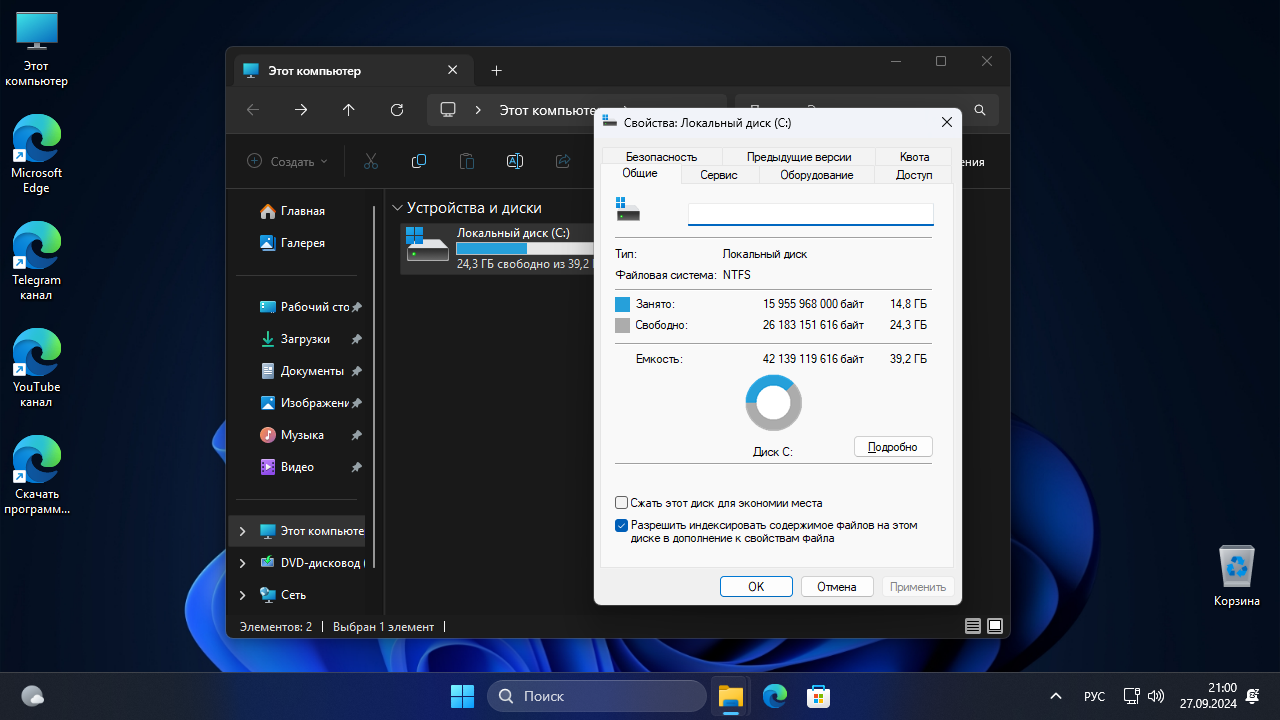 Этот
компьютер
Microsoft
Edge
Telegram
канал
YouTube
канал
Скачать
программ...
Корзина
Этот компьютер
Этот компьюте
Создать
Главная
Галерея
Рабочий сто
Загрузки
Документы
Изображени
Музыка
Видео
Этот компьюте
DVD-дисковод (
Сеть
Устройства и диски
Локальный диск (C:)
24,3 ГБ свободно из 39,2
Элементов: 2
Выбран 1 элемент
Свойства: Локальный диск (C:)
Безопасность
Предыдущие версии
Квота
Общие
Сервис
Оборудование
Доступ
Тип: Локальный диск
Файловая система: NTFS
Занято: 15 955 968 000 байт 14,8 ГБ
Свободно: 26 183 151 616 байт 24,3 ГБ
Емкость: 42 139 119 616 байт 39,2 ГБ
Диск C:
Подробно
Сжать этот диск для экономии места
Разрешить индексировать содержимое файлов на этом
диске в дополнение к свойствам файла
OK
Отмена
Применить
Поиск
РУС
21:00
27.09.2024